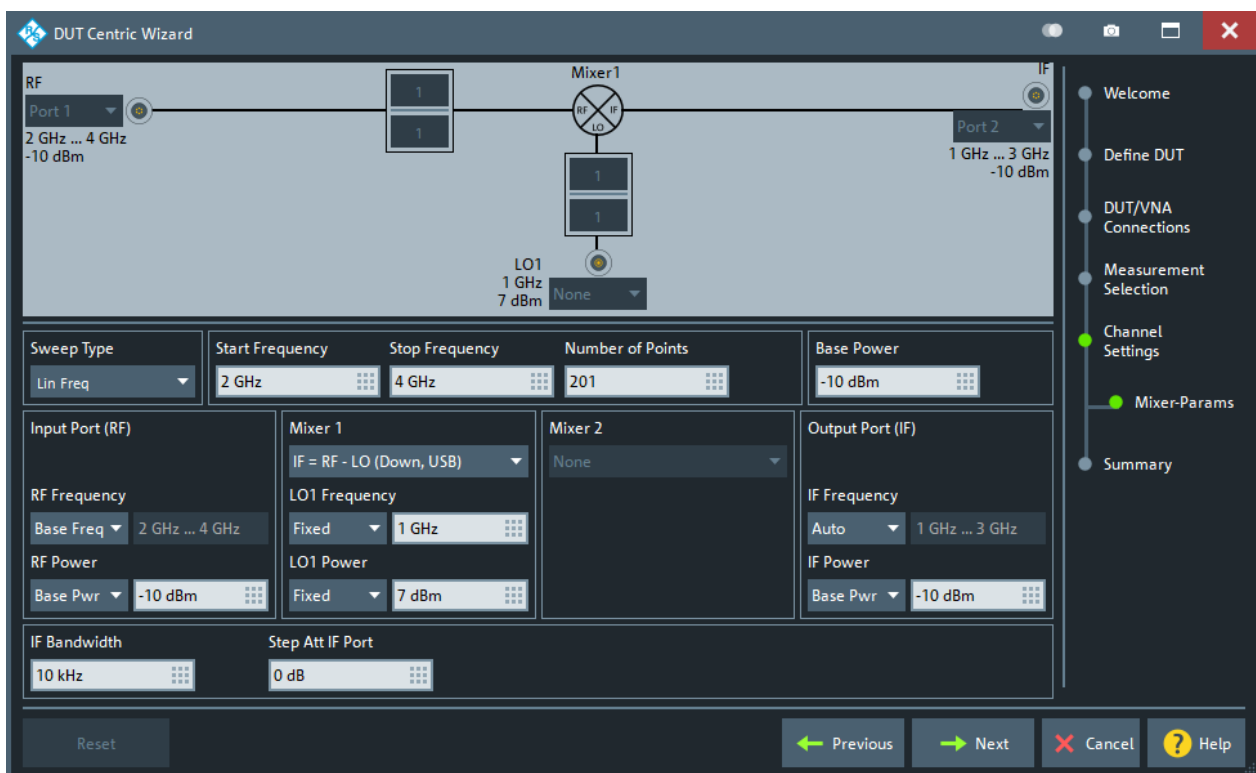 DUT Centric Wizard
RF
Port 1
2 GHz ... 4 GHz
-10 dBm
1
1
Mixer1
RF IF
LO
1
1
LO1
1 GHz
7 dBm
None
IF
Port 2
1 GHz ... 3 GHz
-10 dBm
Welcome
Define DUT
DUT/VNA
Connections
Measurement
Selection
Channel
Settings
Mixer-Params
Summary
Sweep Type
Lin Freq
Start Frequency
2 GHz
Stop Frequency
4 GHz
Number of Points
201
Base Power
-10 dBm
Input Port (RF)
RF Frequency
Base Freq 2 GHz ... 4 GHz
RF Power
Base Pwr -10 dBm
Mixer 1
IF = RF - LO (Down, USB)
LO1 Frequency
Fixed 1 GHz
LO1 Power
Fixed 7 dBm
Mixer 2
None
Output Port (IF)
IF Frequency
Auto 1 GHz ... 3 GHz
IF Power
Base Pwr -10 dBm
IF Bandwidth
10 kHz
Step Att IF Port
0 dB
Reset
Previous
Next
Cancel
? Help